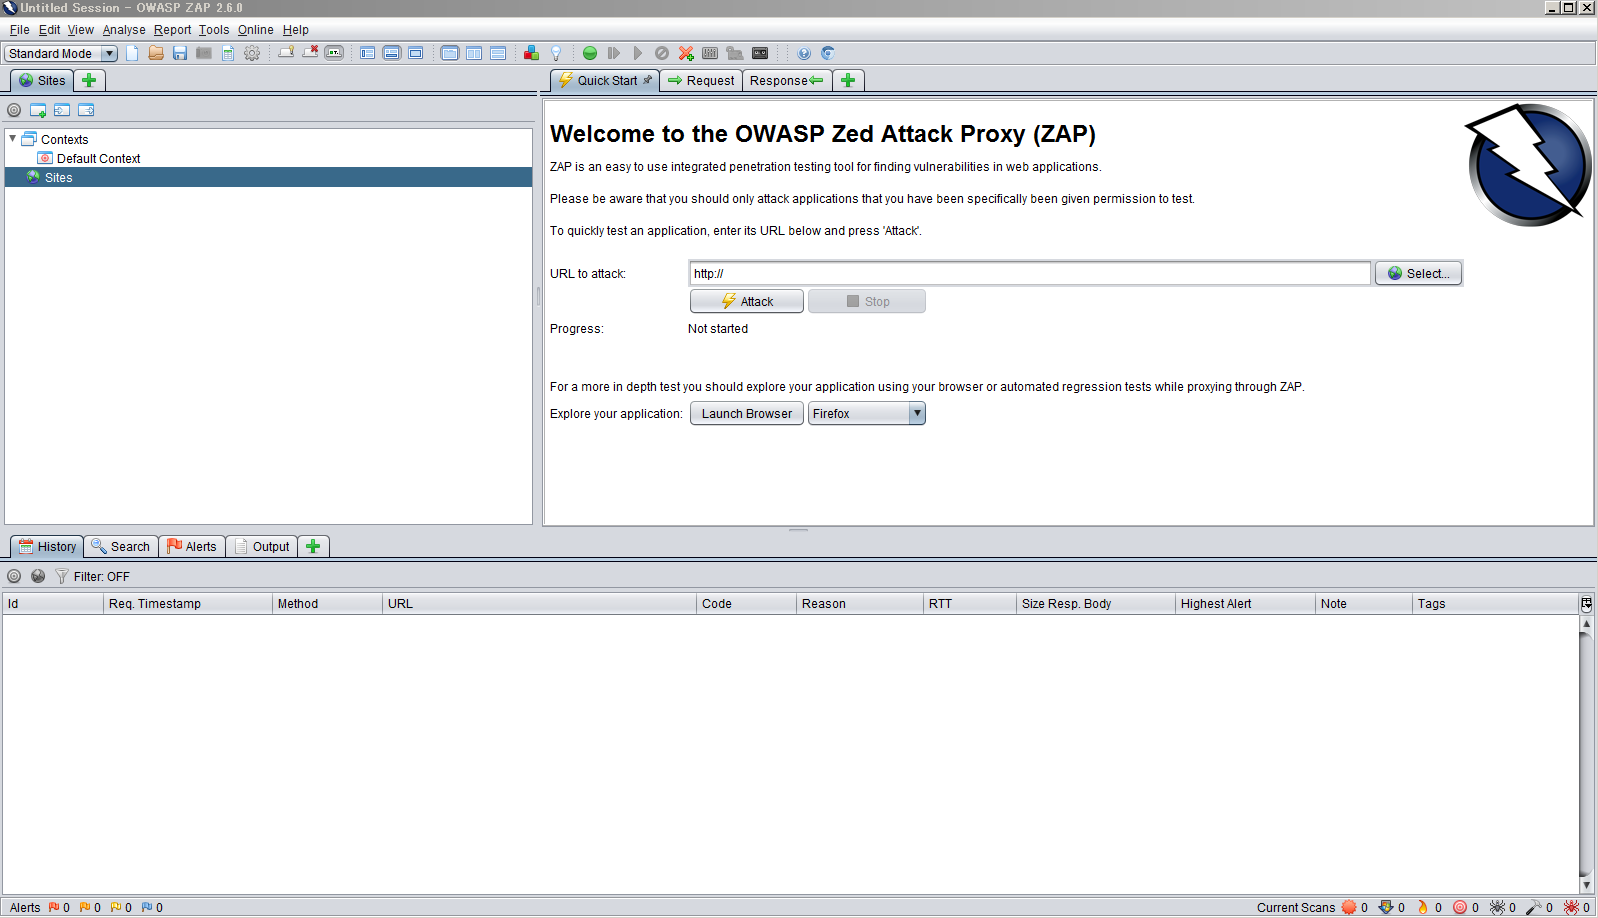 Untitled Session - OWASP ZAP 2.6.0
File Edit View Analyse Report Tools Online Help
Standard Mode
Sites
Quick Start Request Response
Contexts
Default Context
Sites
Welcome to the OWASP Zed Attack Proxy (ZAP)
ZAP is an easy to use integrated penetration testing tool for finding vulnerabilities in web applications.
Please be aware that you should only attack applications that you have been specifically been given permission to test.
To quickly test an application, enter its URL below and press 'Attack'.
URL to attack: http:// Select...
Attack Stop
Progress: Not started
For a more in depth test you should explore your application using your browser or automated regression tests while proxying through ZAP.
Explore your application: Launch Browser Firefox
History Search Alerts Output
Filter: OFF
Id Req. Timestamp Method URL Code Reason RTT Size Resp. Body Highest Alert Note Tags
Alerts 0 0 0 0 Current Scans 0 0 0 0 0 0 0